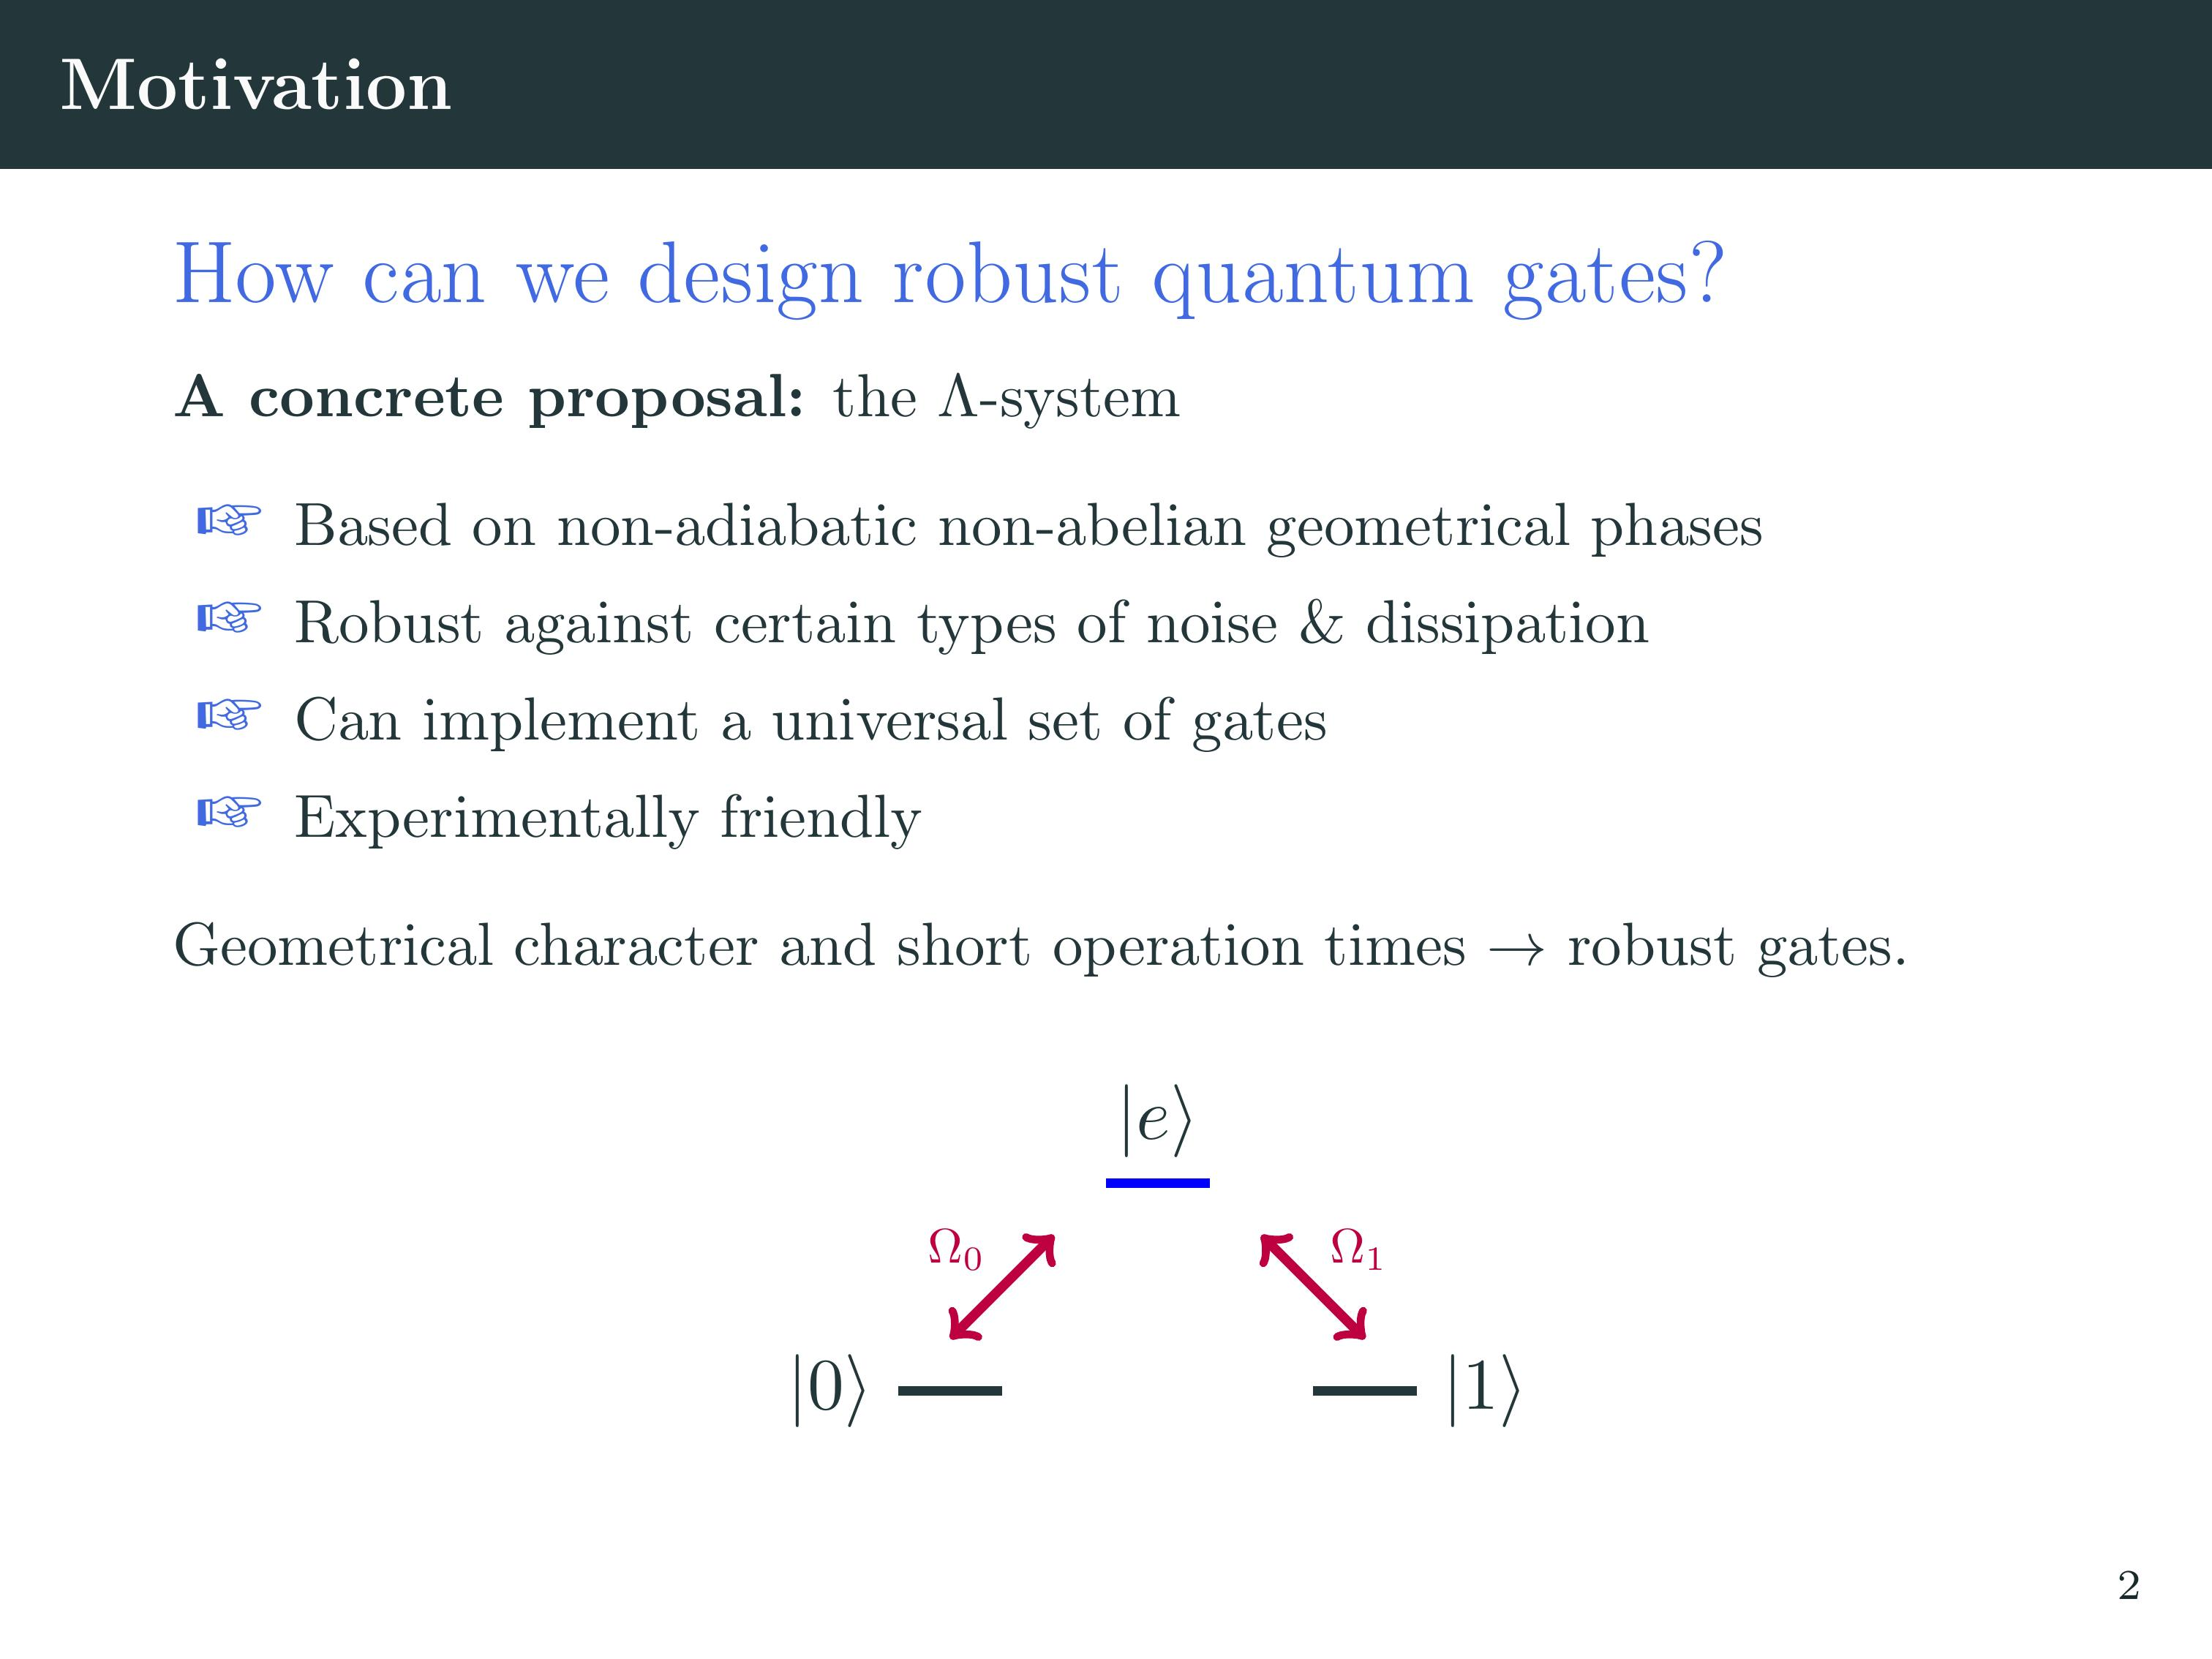 Motivation
How can we design robust quantum gates?
A concrete proposal: the Λ-system
☞ Based on non-adiabatic non-abelian geometrical phases
☞ Robust against certain types of noise & dissipation
☞ Can implement a universal set of gates
☞ Experimentally friendly
Geometrical character and short operation times → robust gates.
|e⟩
Ω₀ Ω₁
|0⟩ |1⟩
2